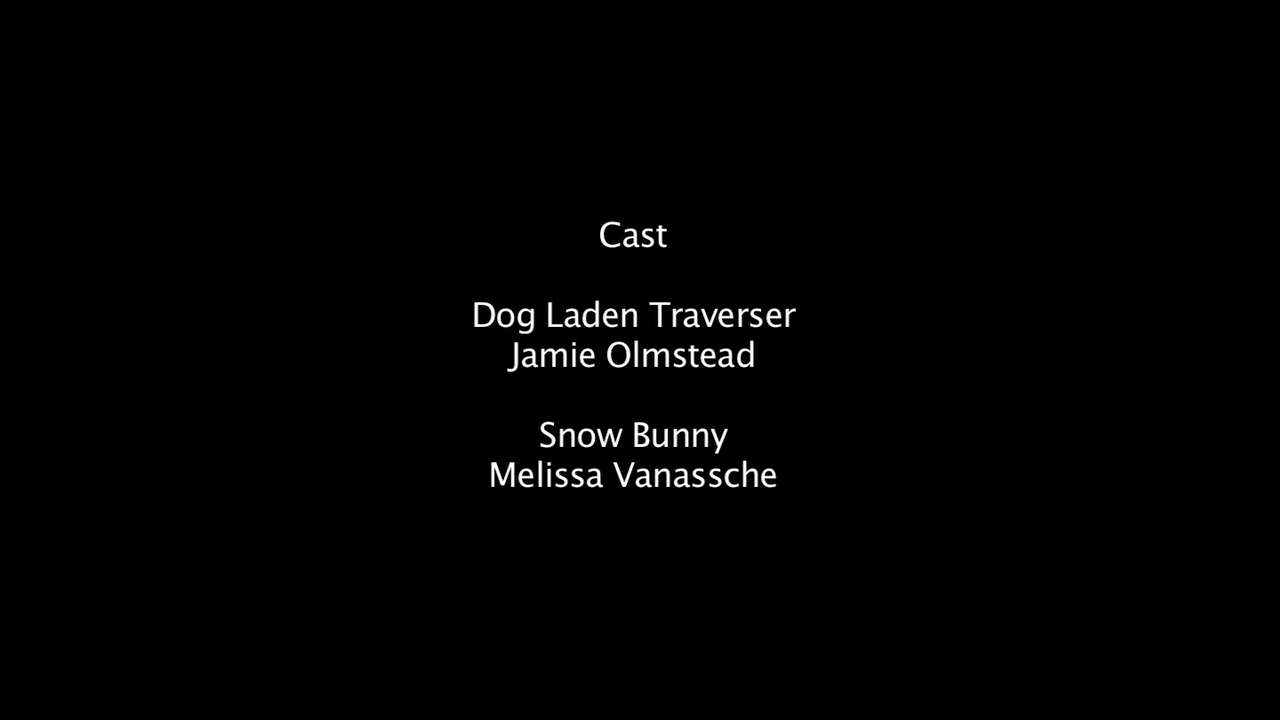 Cast
Dog Laden Traverser
Jamie Olmstead
Snow Bunny
Melissa Vanassche